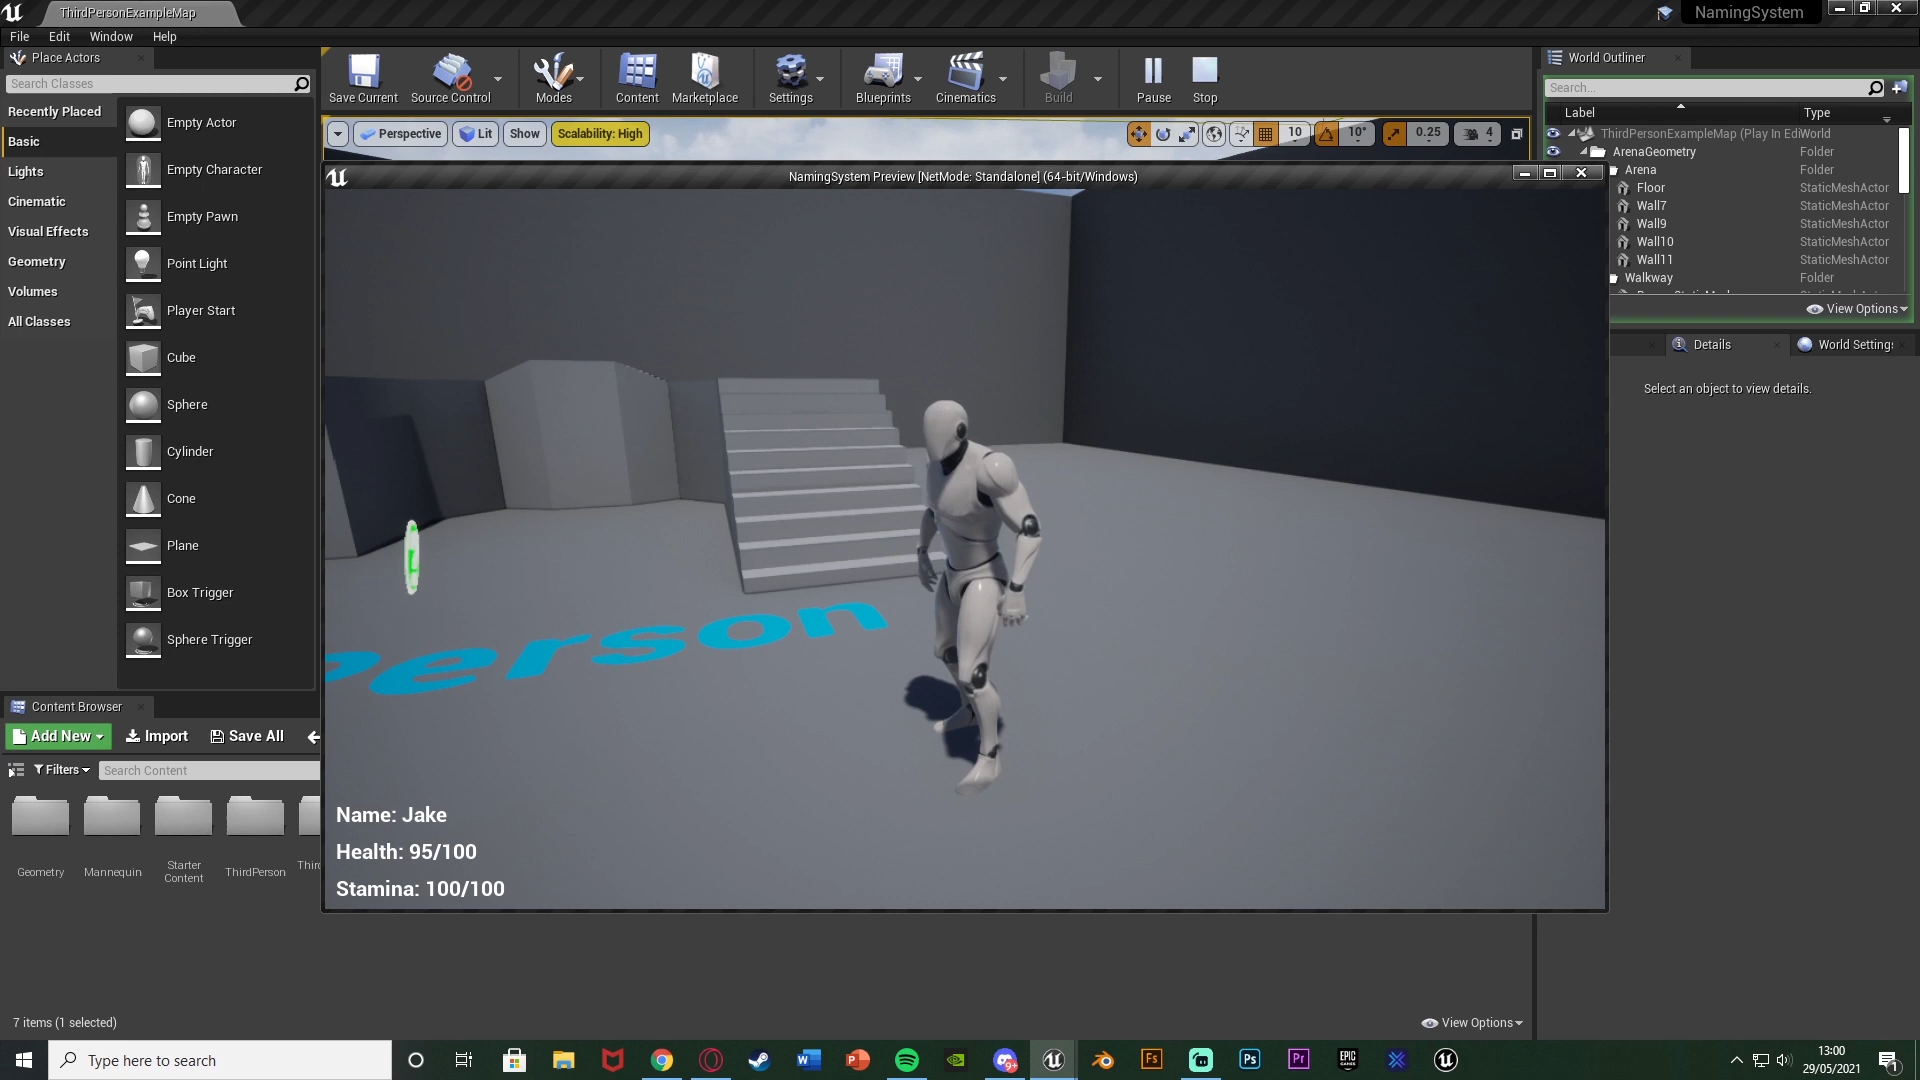 ThirdPersonExampleMap
NamingSystem
File Edit Window Help
Place Actors
Search Classes
Recently Placed
Basic
Lights
Cinematic
Visual Effects
Geometry
Volumes
All Classes
Empty Actor
Empty Character
Empty Pawn
Point Light
Player Start
Cube
Sphere
Cylinder
Cone
Plane
Box Trigger
Sphere Trigger
Save Current
Source Control
Modes
Content
Marketplace
Settings
Blueprints
Cinematics
Build
Pause
Stop
Perspective
Lit
Show
Scalability: High
10
10°
0.25
4
NamingSystem Preview [NetMode: Standalone] (64-bit/Windows)
person
Name: Jake
Health: 95/100
Stamina: 100/100
World Outliner
Search...
Label Type
ThirdPersonExampleMap (Play In Edi World
ArenaGeometry Folder
Arena Folder
Floor StaticMeshActor
Wall7 StaticMeshActor
Wall9 StaticMeshActor
Wall10 StaticMeshActor
Wall11 StaticMeshActor
Walkway Folder
View Options
Details
World Settings
Select an object to view details.
Content Browser
Add New
Import
Save All
Filters
Search Content
Geometry
Mannequin
Starter
Content
ThirdPerson
Third
7 items (1 selected)
View Options
Type here to search
13:00
29/05/2021
1